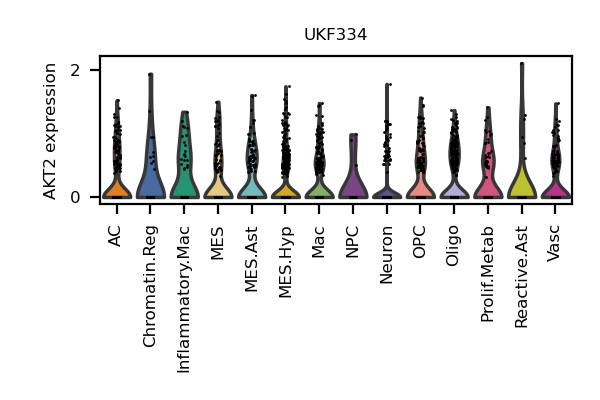 UKF334
AKT2 expression
2
0
AC
Chromatin.Reg
Inflammatory.Mac
MES
MES.Ast
MES.Hyp
Mac
NPC
Neuron
OPC
Oligo
Prolif.Metab
Reactive.Ast
Vasc